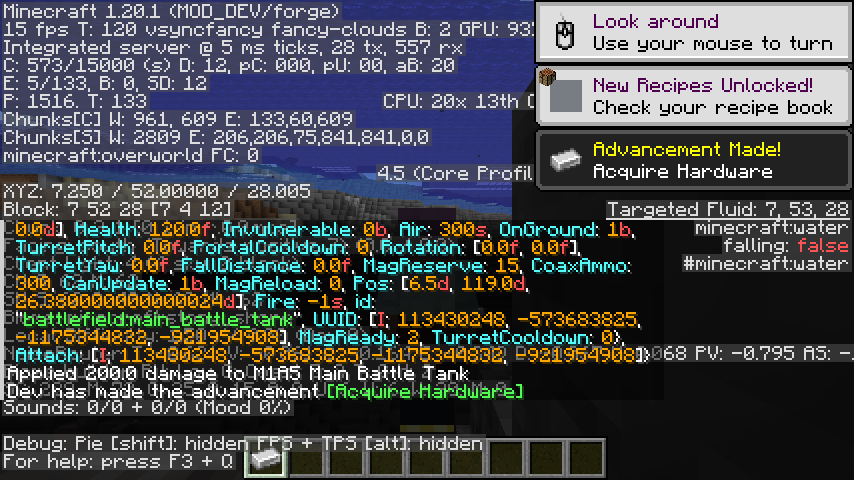 Minecraft 1.20.1 (MOD_DEV/forge)
15 fps T: 120 vsyncfancy fancy-clouds B: 2 GPU: 93
Integrated server @ 5 ms ticks, 28 tx, 557 rx
C: 573/15000 (s) D: 12, pC: 000, pU: 00, aB: 20
E: 5/133, B: 0, SD: 12
P: 1516. T: 133
CPU: 20x 13th
Chunks[C] W: 961, 609 E: 133,60,609
Chunks[S] W: 2809 E: 206,206,75,841,841,0,0
minecraft:overworld FC: 0
4.5 (Core Profil
XYZ: 7.250 / 52.00000 / 28.005
Block: 7 52 28 [7 4 12]
Look around
Use your mouse to turn
New Recipes Unlocked!
Check your recipe book
Advancement Made!
Acquire Hardware
Targeted Fluid: 7, 53, 28
minecraft:water
falling: false
#minecraft:water
0.0d], Health: 120.0f, Invulnerable: 0b, Air: 300s, OnGround: 1b,
TurretPitch: 0.0f, PortalCooldown: 0, Rotation: [0.0f, 0.0f],
TurretYaw: 0.0f, FallDistance: 0.0f, MagReserve: 15, CoaxAmmo:
300, CanUpdate: 1b, MagReload: 0, Pos: [6.5d, 119.0d,
26.380000000000024d], Fire: -1s, id:
"battlefield:main_battle_tank", UUID: [I; 113430248, -573683825,
-1175344832, -921954908], MagReady: 2, TurretCooldown: 0},
Attach: [I; 113430248, -573683825, -1175344832, -921954908]}
068 PV: -0.795 AS: -.
Applied 200.0 damage to M1A5 Main Battle Tank
Dev has made the advancement [Acquire Hardware]
Sounds: 0/0 + 0/0 (Mood 0%)
Debug: Pie [shift]: hidden FPS + TPS [alt]: hidden
For help: press F3 + Q